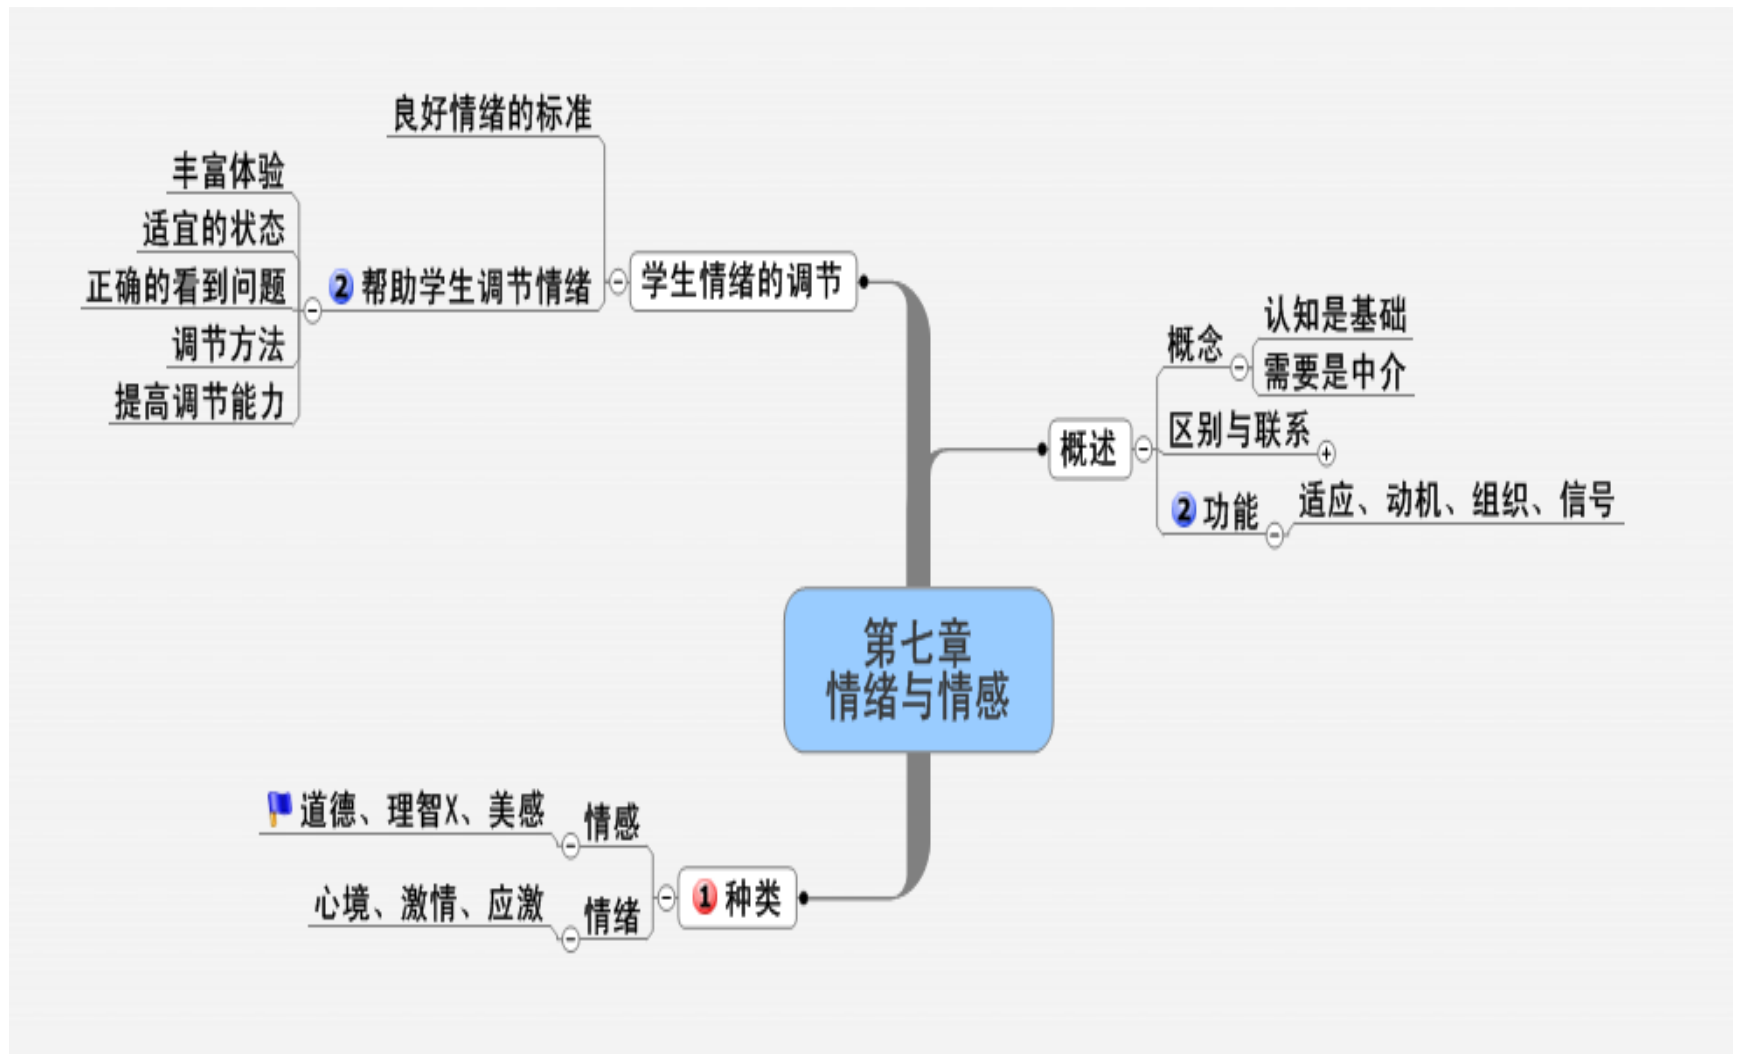 良好情绪的标准
丰富体验
适宜的状态
正确的看到问题
调节方法
提高调节能力
2 帮助学生调节情绪
学生情绪的调节
概述
概念
认知是基础
需要是中介
区别与联系
2 功能
适应、动机、组织、信号
第七章
情绪与情感
道德、理智X、美感
情感
心境、激情、应激
情绪
1 种类